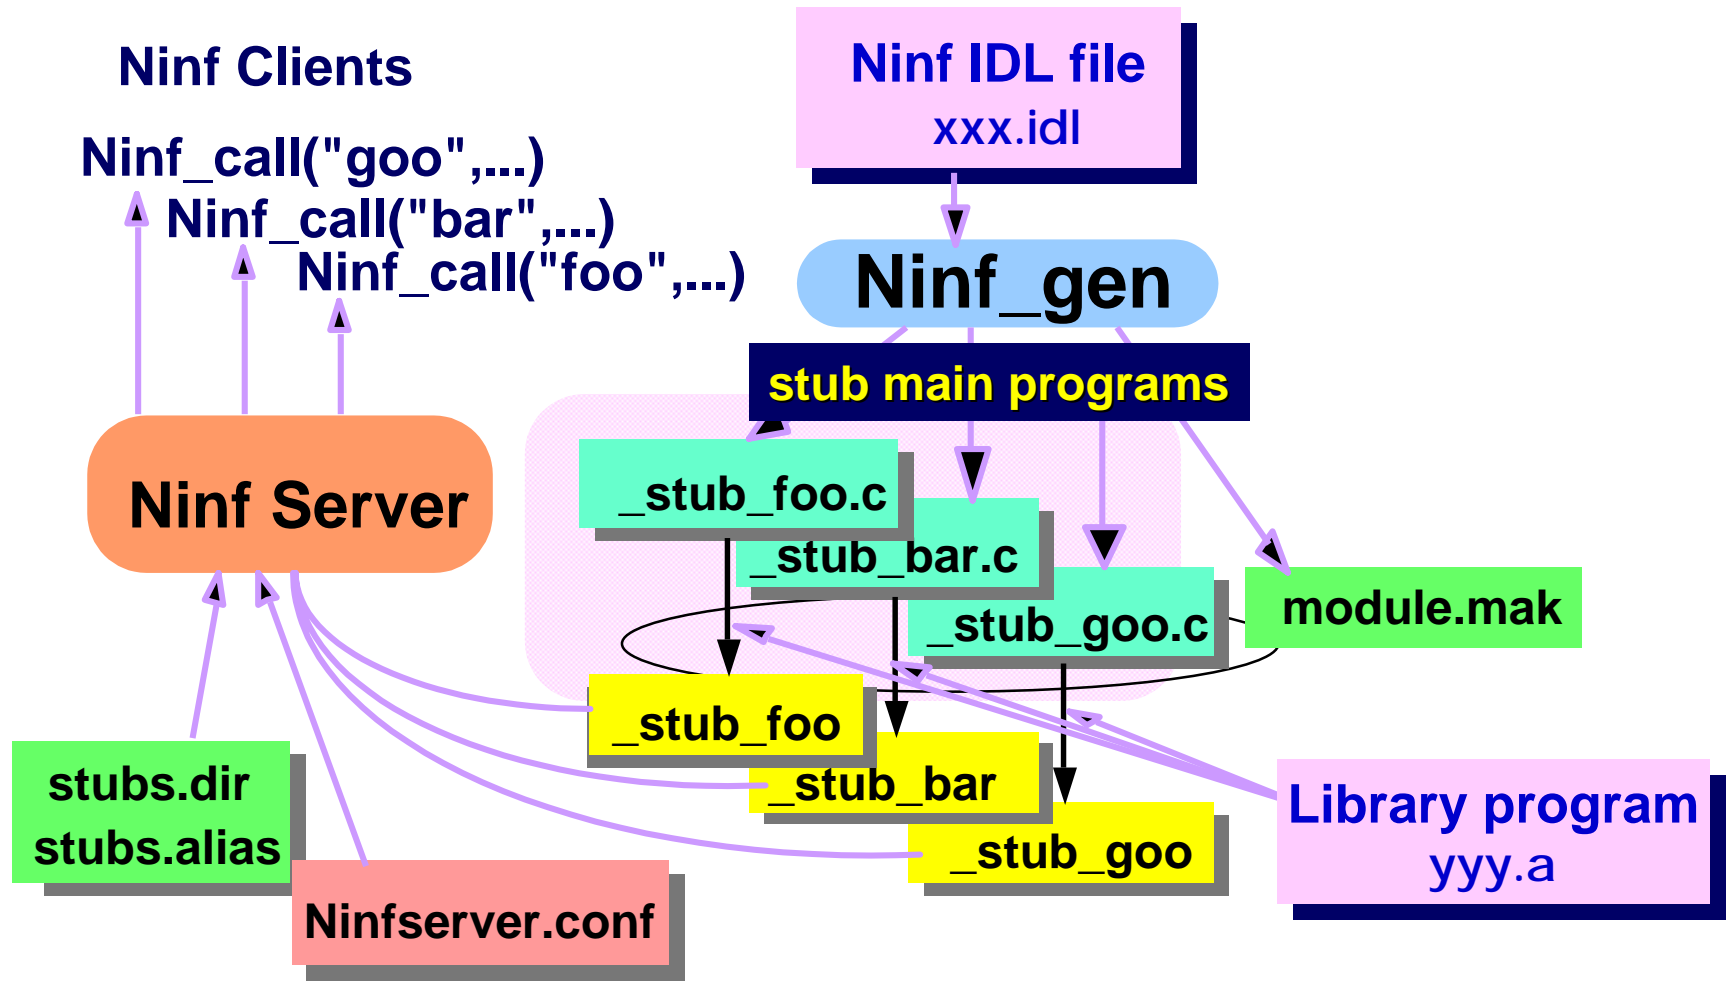 Ninf Clients
Ninf_call("goo",...)
Ninf_call("bar",...)
Ninf_call("foo",...)
Ninf IDL file
xxx.idl
Ninf_gen
stub main programs
_stub_foo.c
_stub_bar.c
_stub_goo.c
module.mak
Ninf Server
_stub_foo
_stub_bar
_stub_goo
stubs.dir
stubs.alias
Ninfserver.conf
Library program
yyy.a